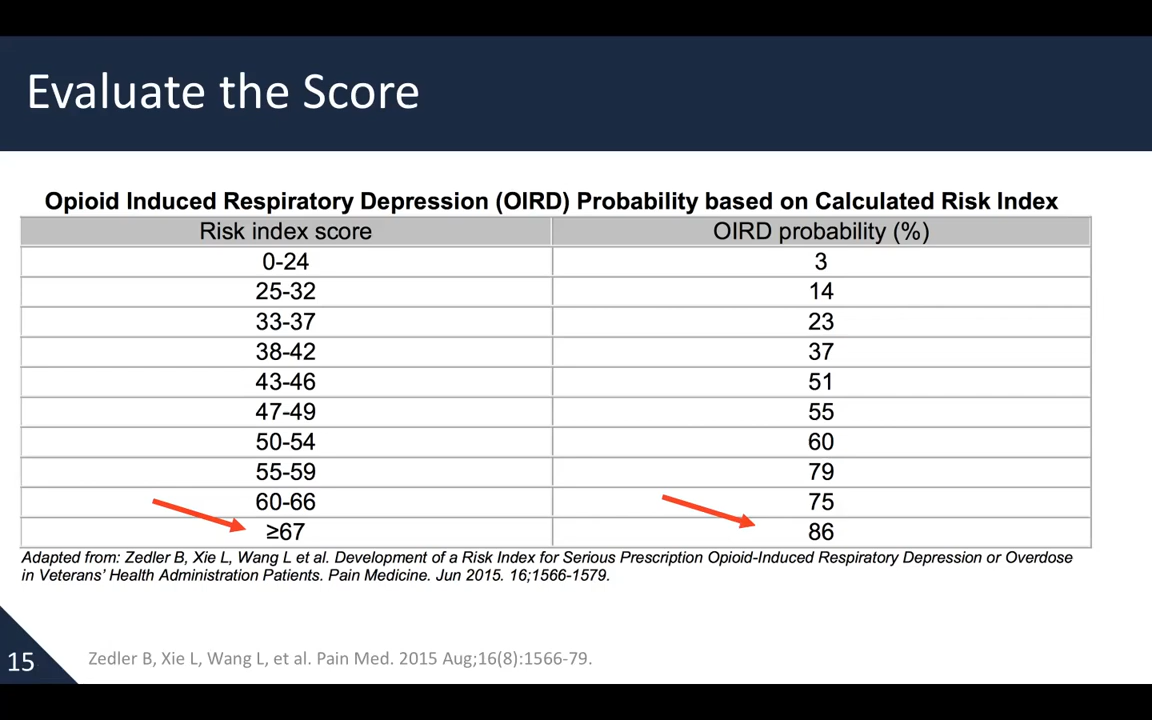 Evaluate the Score
Opioid Induced Respiratory Depression (OIRD) Probability based on Calculated Risk Index
Risk index score OIRD probability (%)
0-24 3
25-32 14
33-37 23
38-42 37
43-46 51
47-49 55
50-54 60
55-59 79
60-66 75
≥67 86
Adapted from: Zedler B, Xie L, Wang L et al. Development of a Risk Index for Serious Prescription Opioid-Induced Respiratory Depression or Overdose
in Veterans’ Health Administration Patients. Pain Medicine. Jun 2015. 16;1566-1579.
15 Zedler B, Xie L, Wang L, et al. Pain Med. 2015 Aug;16(8):1566-79.